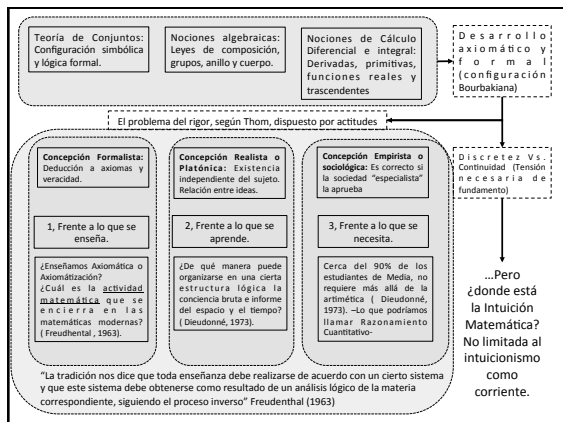 Teoría de Conjuntos:
Configuración simbólica
y lógica formal.
Nociones algebraicas:
Leyes de composición,
grupos, anillo y cuerpo.
Nociones de Cálculo
Diferencial e integral:
Derivadas, primitivas,
funciones reales y
trascendentes
Desarrollo
axiomático y
formal
(configuración
Bourbakiana)
El problema del rigor, según Thom, dispuesto por actitudes
Concepción Formalista:
Deducción a axiomas y
veracidad.
Concepción Realista o
Platónica: Existencia
independiente del sujeto.
Relación entre ideas.
Concepción Empirista o
sociológica: Es correcto si
la sociedad "especialista" la
aprueba
Discretez Vs.
Continuidad (Tensión
necesaria de
fundamento)
1, Frente a lo que se
enseña.
2, Frente a lo que se
aprende.
3, Frente a lo que se
necesita.
¿Enseñamos Axiomática o
Axiomátización?
¿Cuál es la actividad
matemática que se
encierra en las
matemáticas modernas?
( Freudhental , 1963).
¿De qué manera puede
organizarse en una cierta
estructura lógica la
conciencia bruta e informe
del espacio y el tiempo?
( Dieudonné, 1973).
Cerca del 90% de los
estudiantes de Media, no
requiere más allá de la
artimética ( Dieudonné,
1973). –Lo que podríamos
llamar Razonamiento
Cuantitativo-
...Pero
¿donde está
la Intuición
Matemática?
No limitada al
intuicionismo
como
corriente.
"La tradición nos dice que toda enseñanza debe realizarse de acuerdo con un cierto sistema
y que este sistema debe obtenerse como resultado de un análisis lógico de la materia
correspondiente, siguiendo el proceso inverso" Freudenthal (1963)